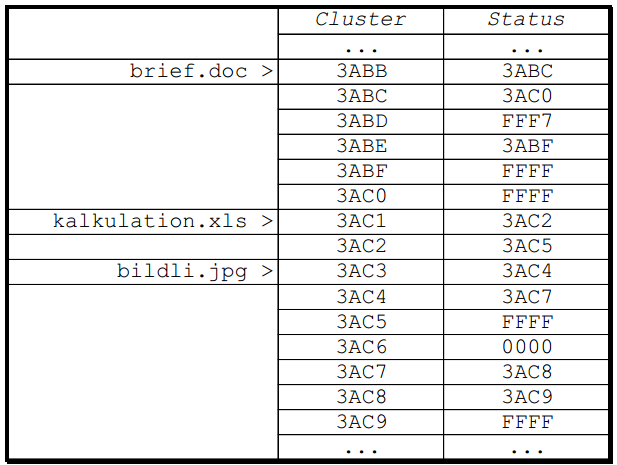 Cluster Status
... ...
brief.doc > 3ABB 3ABC
3ABC 3AC0
3ABD FFF7
3ABE 3ABF
3ABF FFFF
3AC0 FFFF
kalkulation.xls > 3AC1 3AC2
3AC2 3AC5
bildli.jpg > 3AC3 3AC4
3AC4 3AC7
3AC5 FFFF
3AC6 0000
3AC7 3AC8
3AC8 3AC9
3AC9 FFFF
... ...